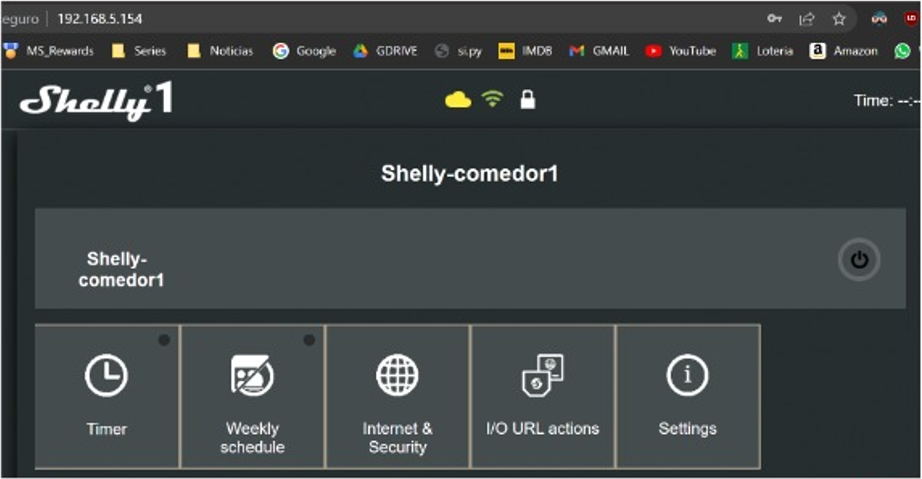 eguro 192.168.5.154
MS_Rewards Series Noticias Google GDRIVE si.py IMDB GMAIL YouTube Loteria Amazon
Shelly®1 Time: --:--
Shelly-comedor1
Shelly-
comedor1
Timer
Weekly
schedule
Internet &
Security
I/O URL actions
Settings